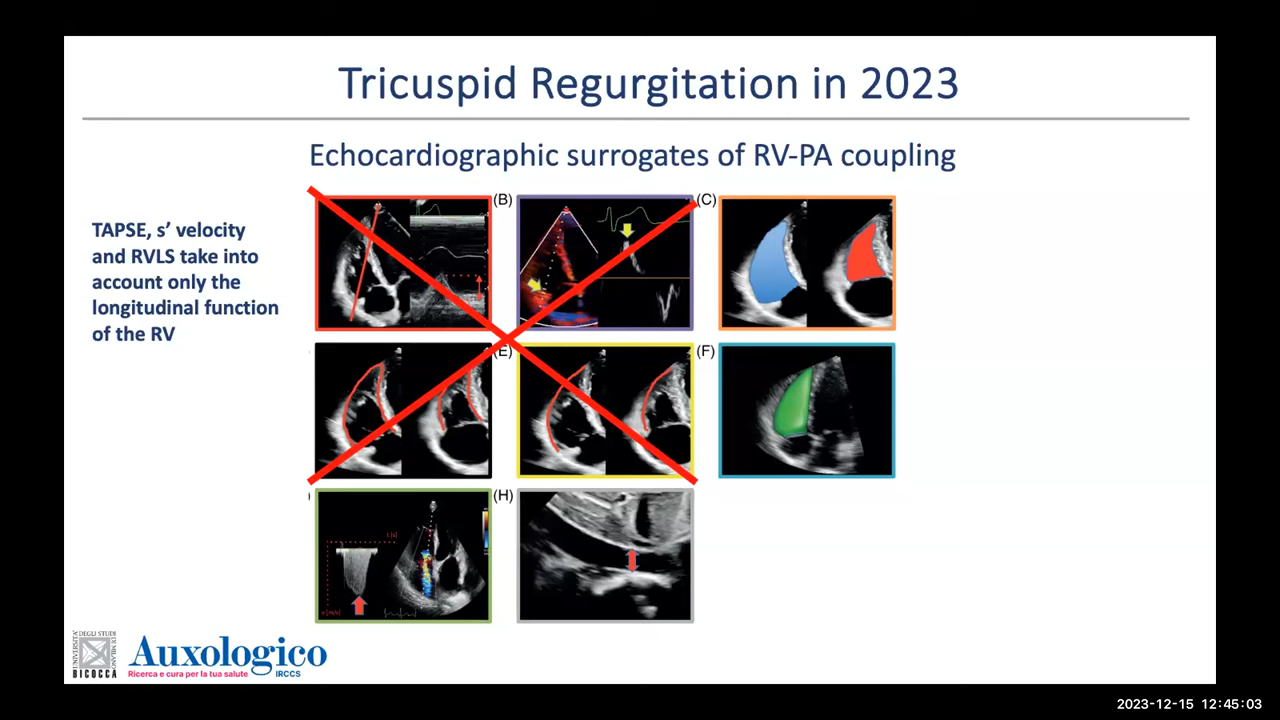 Tricuspid Regurgitation in 2023
Echocardiographic surrogates of RV-PA coupling
TAPSE, s’ velocity
and RVLS take into
account only the
longitudinal function
of the RV
(B)
(C)
(E)
(F)
(H)
t [s]
UNIVERSITA'
DEGLI STUDI
DI MILANO
BICOCCA
Auxologico
Ricerca e cura per la tua salute
IRCCS
2023-12-15 12:45:03